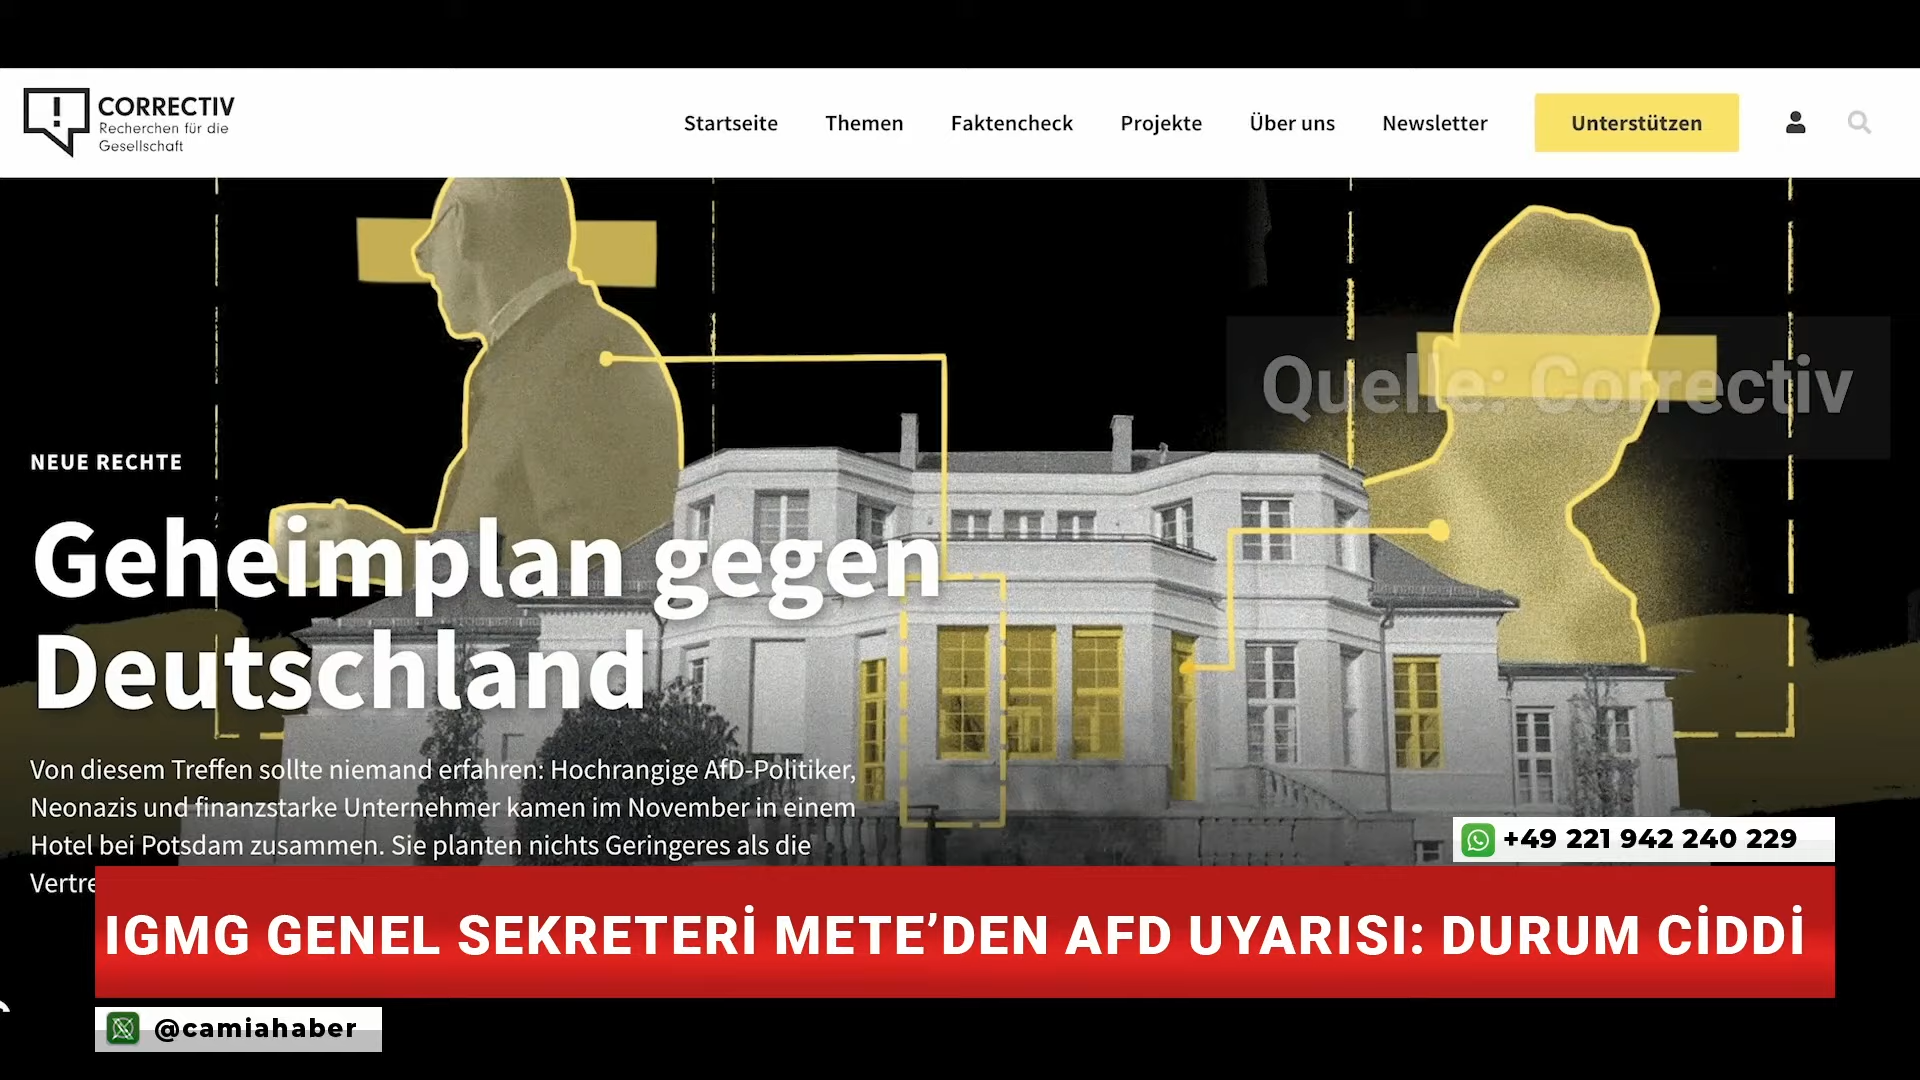 CORRECTIV
Recherchen für die
Gesellschaft
Startseite
Themen
Faktencheck
Projekte
Über uns
Newsletter
Unterstützen
Quelle: Correctiv
NEUE RECHTE
Geheimplan gegen
Deutschland
Von diesem Treffen sollte niemand erfahren: Hochrangige AfD-Politiker,
Neonazis und finanzstarke Unternehmer kamen im November in einem
Hotel bei Potsdam zusammen. Sie planten nichts Geringeres als die
+49 221 942 240 229
IGMG GENEL SEKRETERİ METE’DEN AFD UYARISI: DURUM CİDDİ
@camiahaber